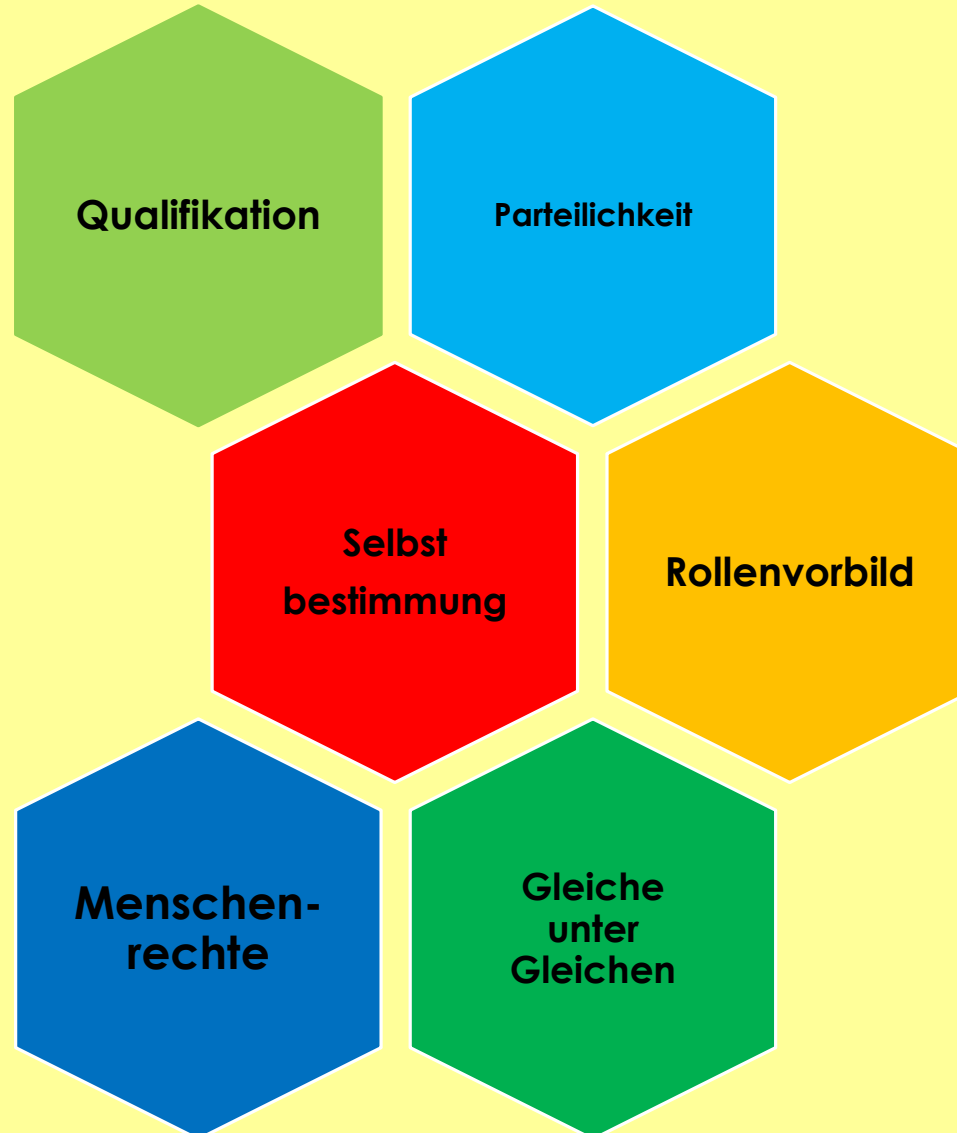 Qualifikation
Parteilichkeit
Selbst
bestimmung
Rollenvorbild
Menschen-
rechte
Gleiche
unter
Gleichen